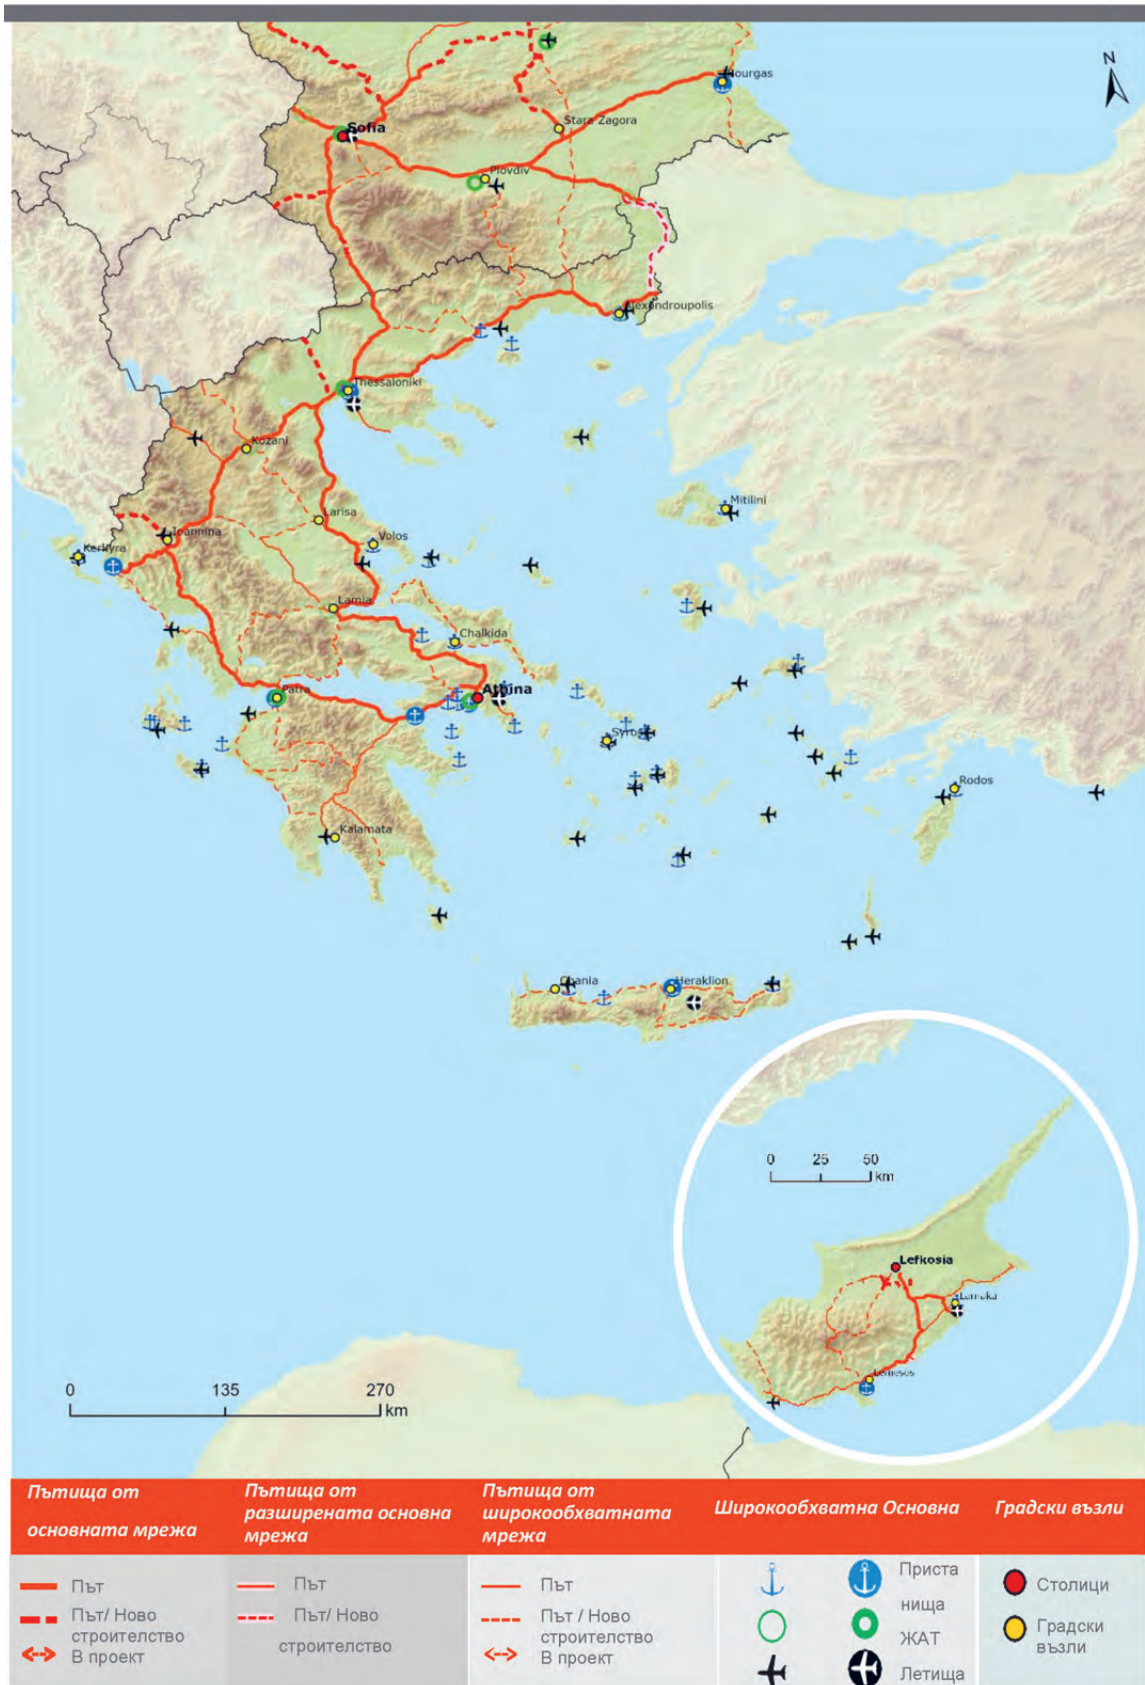 N
Bourgas
Sofia
Stara Zagora
Plovdiv
Alexandroupolis
Thessaloniki
Kozani
Mitilini
Larisa
Ioannina
Volos
Kerkyra
Lamia
Chalkida
Athina
Patra
Syros
Rodos
Kalamata
Chania
Heraklion
0 25 50
km
Lefkosia
Larnaka
Lemesos
0 135 270
km
Пътища от
основната мрежа
Пътища от
разширената основна
мрежа
Пътища от
широкообхватната
мрежа
Широкообхватна Основна
Градски възли
Път
Път/ Ново
строителство
В проект
Път
Път/ Ново
строителство
Път
Път / Ново
строителство
В проект
Приста
нища
ЖАТ
Летища
Столици
Градски
възли